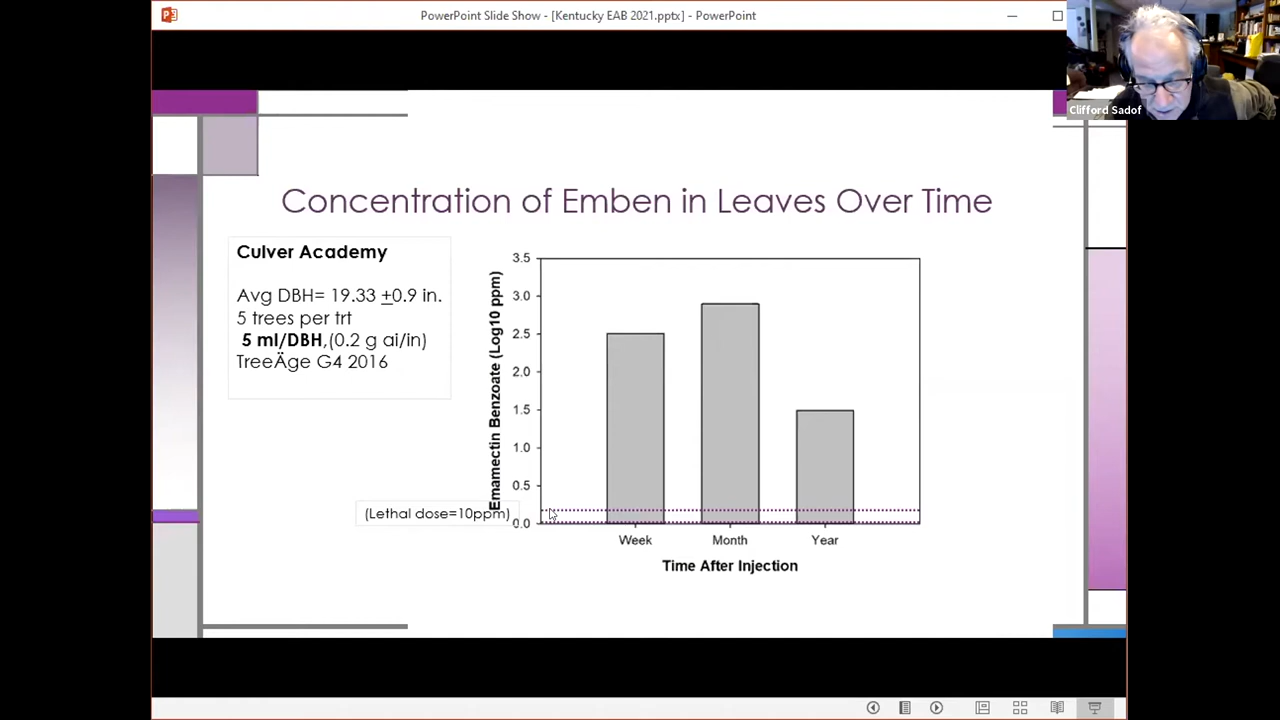 PowerPoint Slide Show - [Kentucky EAB 2021.pptx] - PowerPoint
Clifford Sadof
Concentration of Emben in Leaves Over Time
Culver Academy
Avg DBH= 19.33 +0.9 in.
5 trees per trt
5 ml/DBH,(0.2 g ai/in)
TreeÄge G4 2016
(Lethal dose=10ppm)
Emamectin Benzoate (Log10 ppm)
3.5
3.0
2.5
2.0
1.5
1.0
0.5
0.0
Week Month Year
Time After Injection